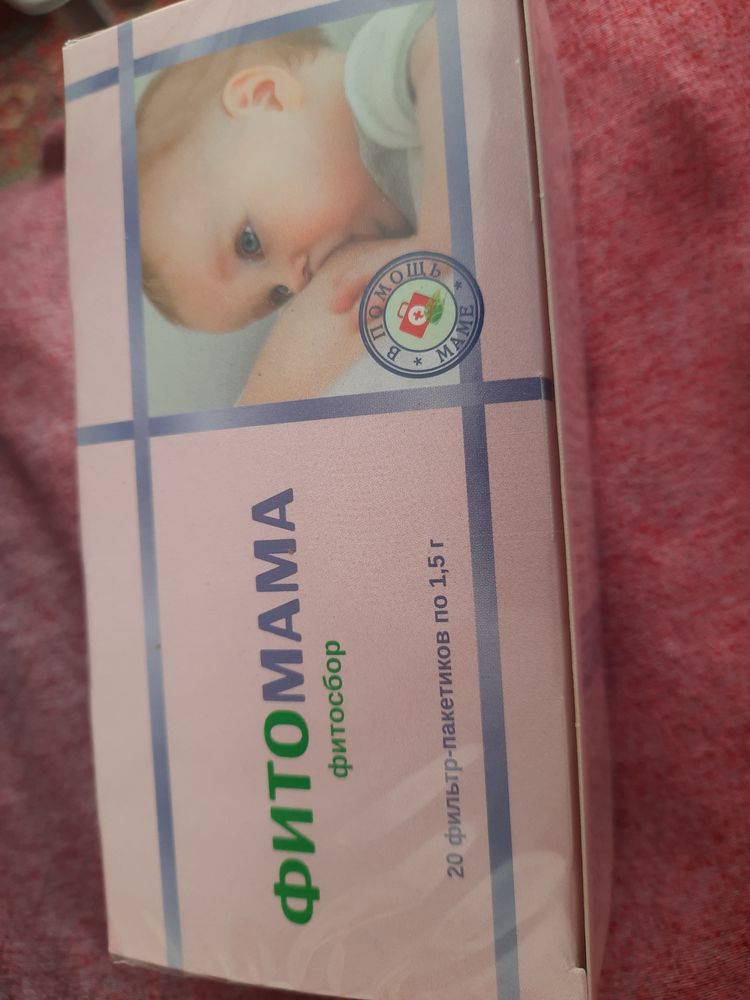 В ПОМОЩЬ
* МАМЕ *
ФИТОМАМА
фитосбор
20 фильтр-пакетиков по 1,5 г